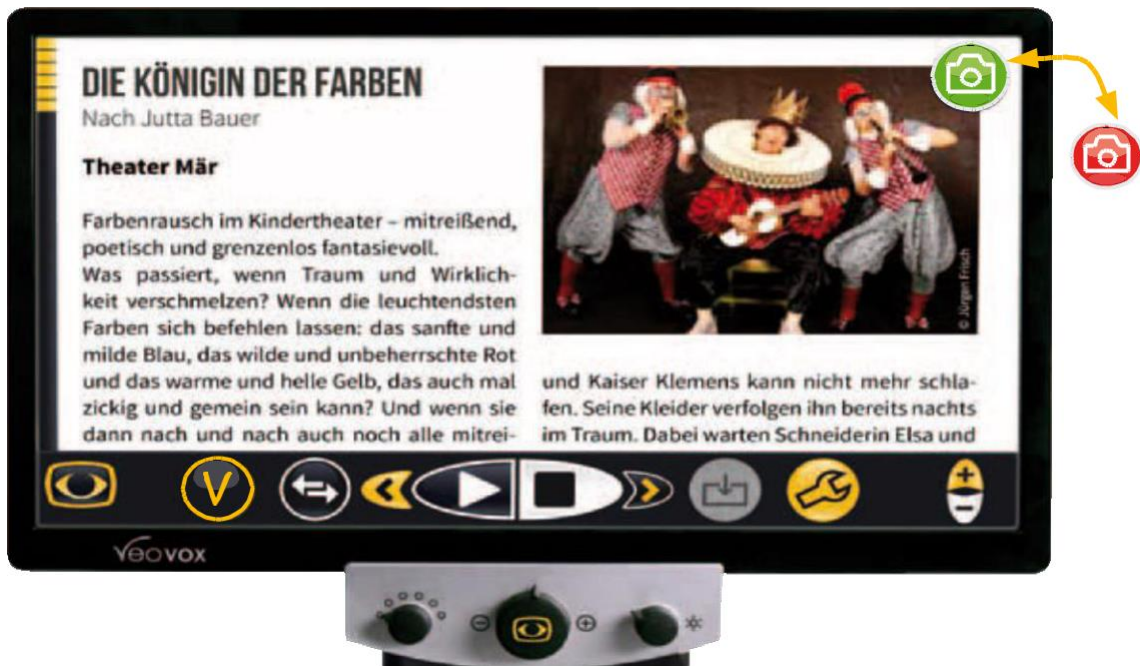 DIE KÖNIGIN DER FARBEN
Nach Jutta Bauer
Theater Mär
Farbenrausch im Kindertheater – mitreißend,
poetisch und grenzenlos fantasievoll.
Was passiert, wenn Traum und Wirklich-
keit verschmelzen? Wenn die leuchtendsten
Farben sich befehlen lassen: das sanfte und
milde Blau, das wilde und unbeherrschte Rot
und das warme und helle Gelb, das auch mal
zickig und gemein sein kann? Und wenn sie
dann nach und nach auch noch alle mitrei-
© Jürgen Frisch
und Kaiser Klemens kann nicht mehr schla-
fen. Seine Kleider verfolgen ihn bereits nachts
im Traum. Dabei warten Schneiderin Elsa und
V
+
−
veovox